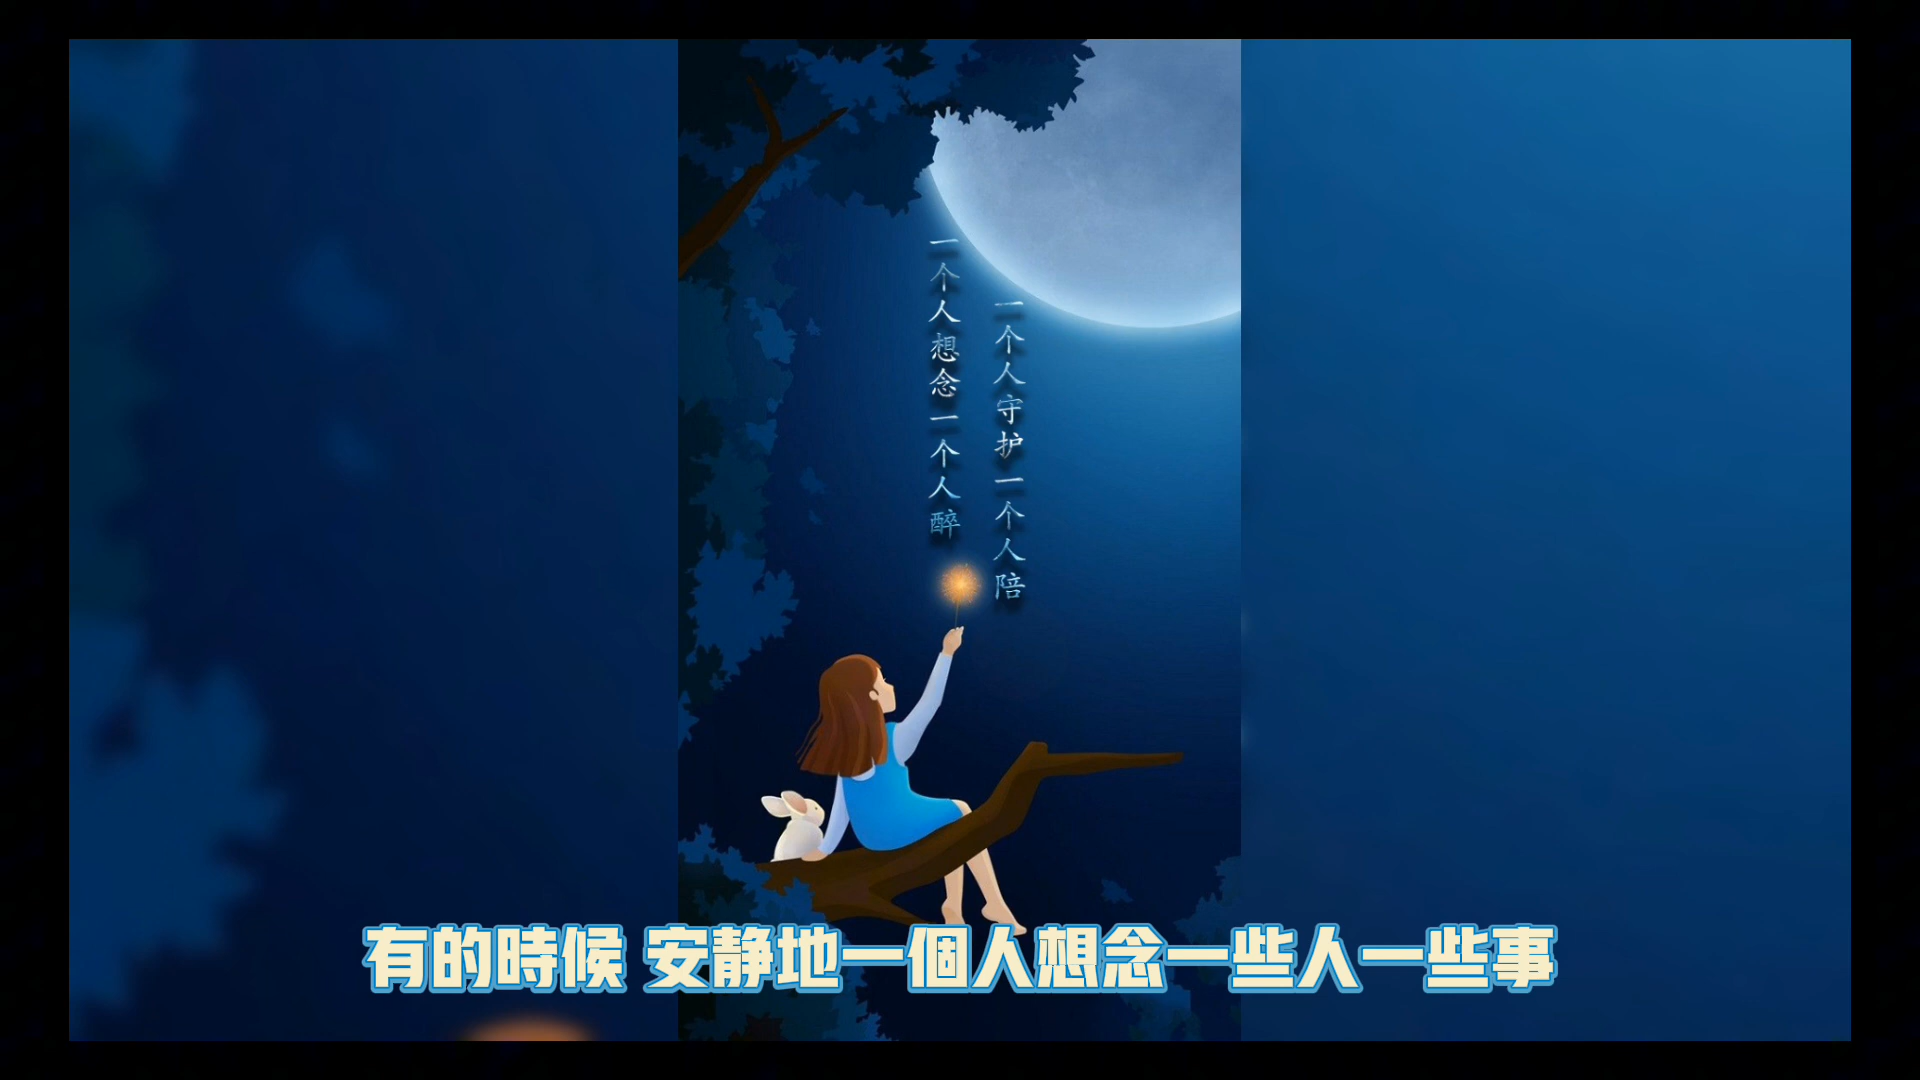 一个人想念一个人醉
一个人守护一个人陪
有的時候 安静地一個人想念一些人一些事